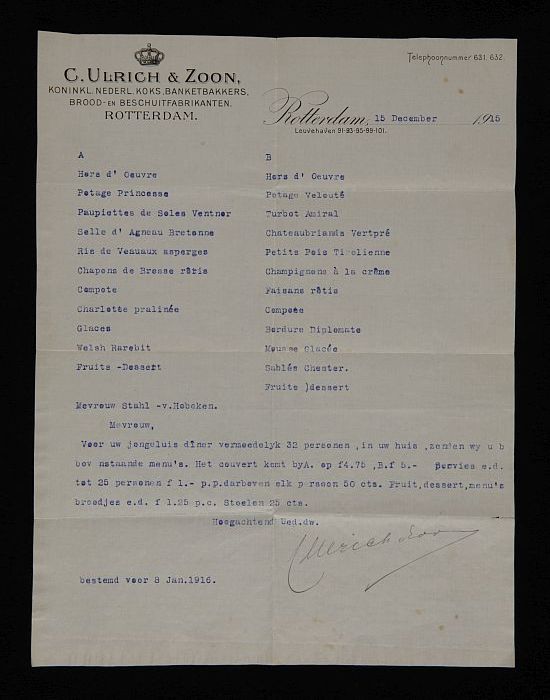 C. ULRICH & ZOON,
KONINKL. NEDERL. KOKS, BANKETBAKKERS,
BROOD- EN BESCHUITFABRIKANTEN.
ROTTERDAM.
Telephoonnummer 631, 632.
Rotterdam, 15 December 1915
Leuvehaven 91-93-95-99-101.
A
Hors d' Oeuvre
Potage Princesse
Paupiettes de Soles Ventnor
Selle d' Agneau Bretonne
Ris de Veauaux asperges
Chapons de Bresse rôtis
Compote
Charlotte pralinée
Glaces
Welsh Rarebit
Fruits -Dessert
B
Hors d' Oeuvre
Potage Velouté
Turbot Amiral
Chateaubriands Vertpré
Petits Pois Tirolienne
Champignons à la crême
Faisans rôtis
Compote
Bordure Diplomate
Mousse Glacée
Sablés Chester.
Fruits )dessert
Mevrouw Stahl -v.Hoboken.
Mevrouw,
Voor uw jongeluis diner vermoedelyk 32 personen ,in uw huis ,zenden wy u b
bov nstaande menu's. Het couvert komt byA. op f4.75 ,B.f 5.- Servies e.d.
tot 25 personen f 1.- p.p.darboven elk p rsoon 50 cts. Fruit,dessert,menu's
broodjes e.d. f 1.25 p.c. Stoelen 25 cts.
Hoogachtend Ued.dw.
CUlrich & Zoon
bestemd voor 8 Jan.1916.